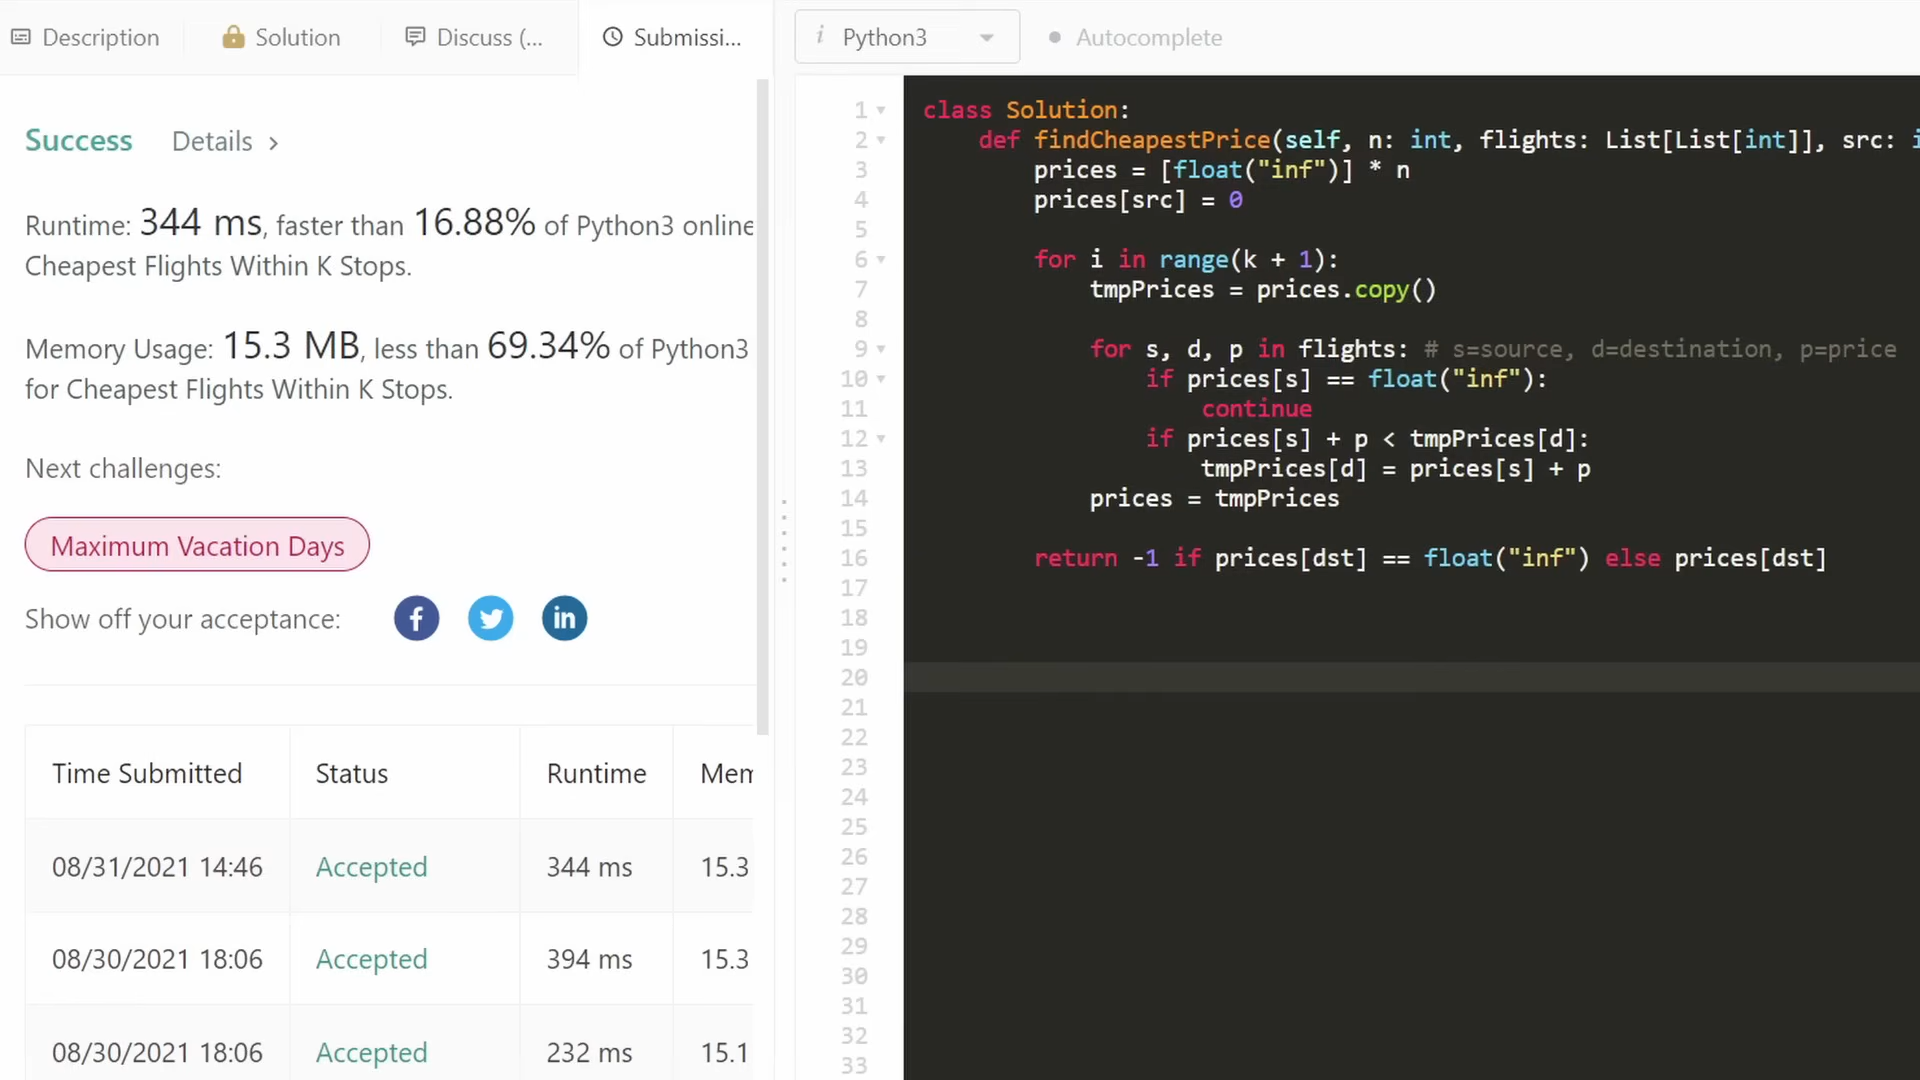 Description
Solution
Discuss (...
Submissi...
Success
Details >
Runtime: 344 ms, faster than 16.88% of Python3 online
Cheapest Flights Within K Stops.
Memory Usage: 15.3 MB, less than 69.34% of Python3
for Cheapest Flights Within K Stops.
Next challenges:
Maximum Vacation Days
Show off your acceptance:
Time Submitted Status Runtime Mem
08/31/2021 14:46 Accepted 344 ms 15.3
08/30/2021 18:06 Accepted 394 ms 15.3
08/30/2021 18:06 Accepted 232 ms 15.1
i Python3
Autocomplete
1 class Solution:
2     def findCheapestPrice(self, n: int, flights: List[List[int]], src: i
3         prices = [float("inf")] * n
4         prices[src] = 0
5
6         for i in range(k + 1):
7             tmpPrices = prices.copy()
8
9             for s, d, p in flights: # s=source, d=destination, p=price
10                 if prices[s] == float("inf"):
11                     continue
12                 if prices[s] + p < tmpPrices[d]:
13                     tmpPrices[d] = prices[s] + p
14             prices = tmpPrices
15
16         return -1 if prices[dst] == float("inf") else prices[dst]
17
18
19
20
21
22
23
24
25
26
27
28
29
30
31
32
33